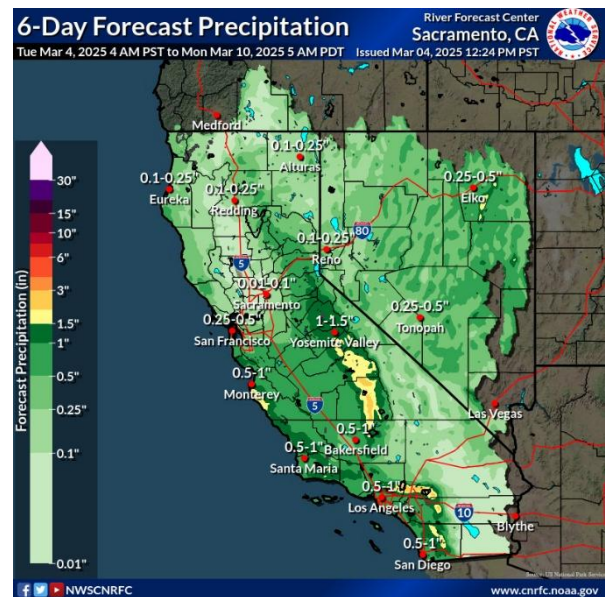 6-Day Forecast Precipitation
Tue Mar 4, 2025 4 AM PST to Mon Mar 10, 2025 5 AM PDT
River Forecast Center
Sacramento, CA
Issued Mar 04, 2025 12:24 PM PST
NATIONAL WEATHER SERVICE
Forecast Precipitation (in)
30"
15"
10"
6"
3"
1.5"
1"
0.5"
0.25"
0.1"
0.01"
Medford
0.1-0.25"
Alturas
0.1-0.25"
Eureka
0.1-0.25"
Redding
0.25-0.5"
Elko
80
0.1-0.25"
Reno
5
0.01-0.1"
Sacramento
0.25-0.5"
San Francisco
1-1.5"
Yosemite Valley
0.25-0.5"
Tonopah
0.5-1"
Monterey
5
Las Vegas
0.5-1"
Bakersfield
0.5-1"
Santa Maria
0.5-1"
Los Angeles
10
Blythe
0.5-1"
San Diego
NWSCNRFC
www.cnrfc.noaa.gov